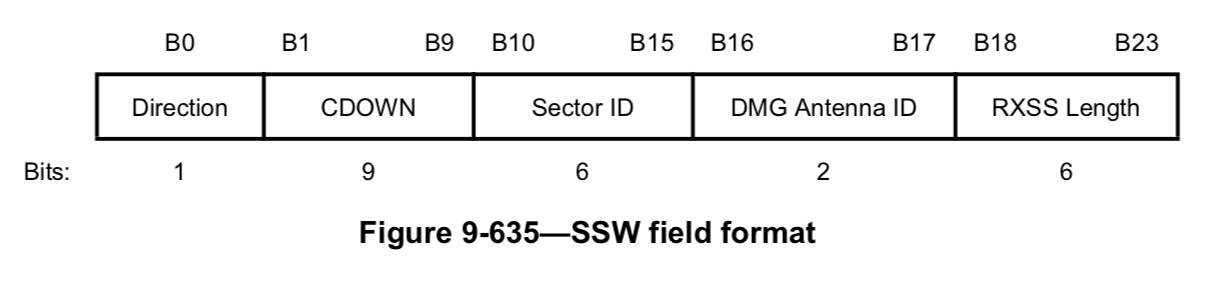 B0 B1 B9 B10 B15 B16 B17 B18 B23
Direction CDOWN Sector ID DMG Antenna ID RXSS Length
Bits: 1 9 6 2 6
Figure 9-635—SSW field format